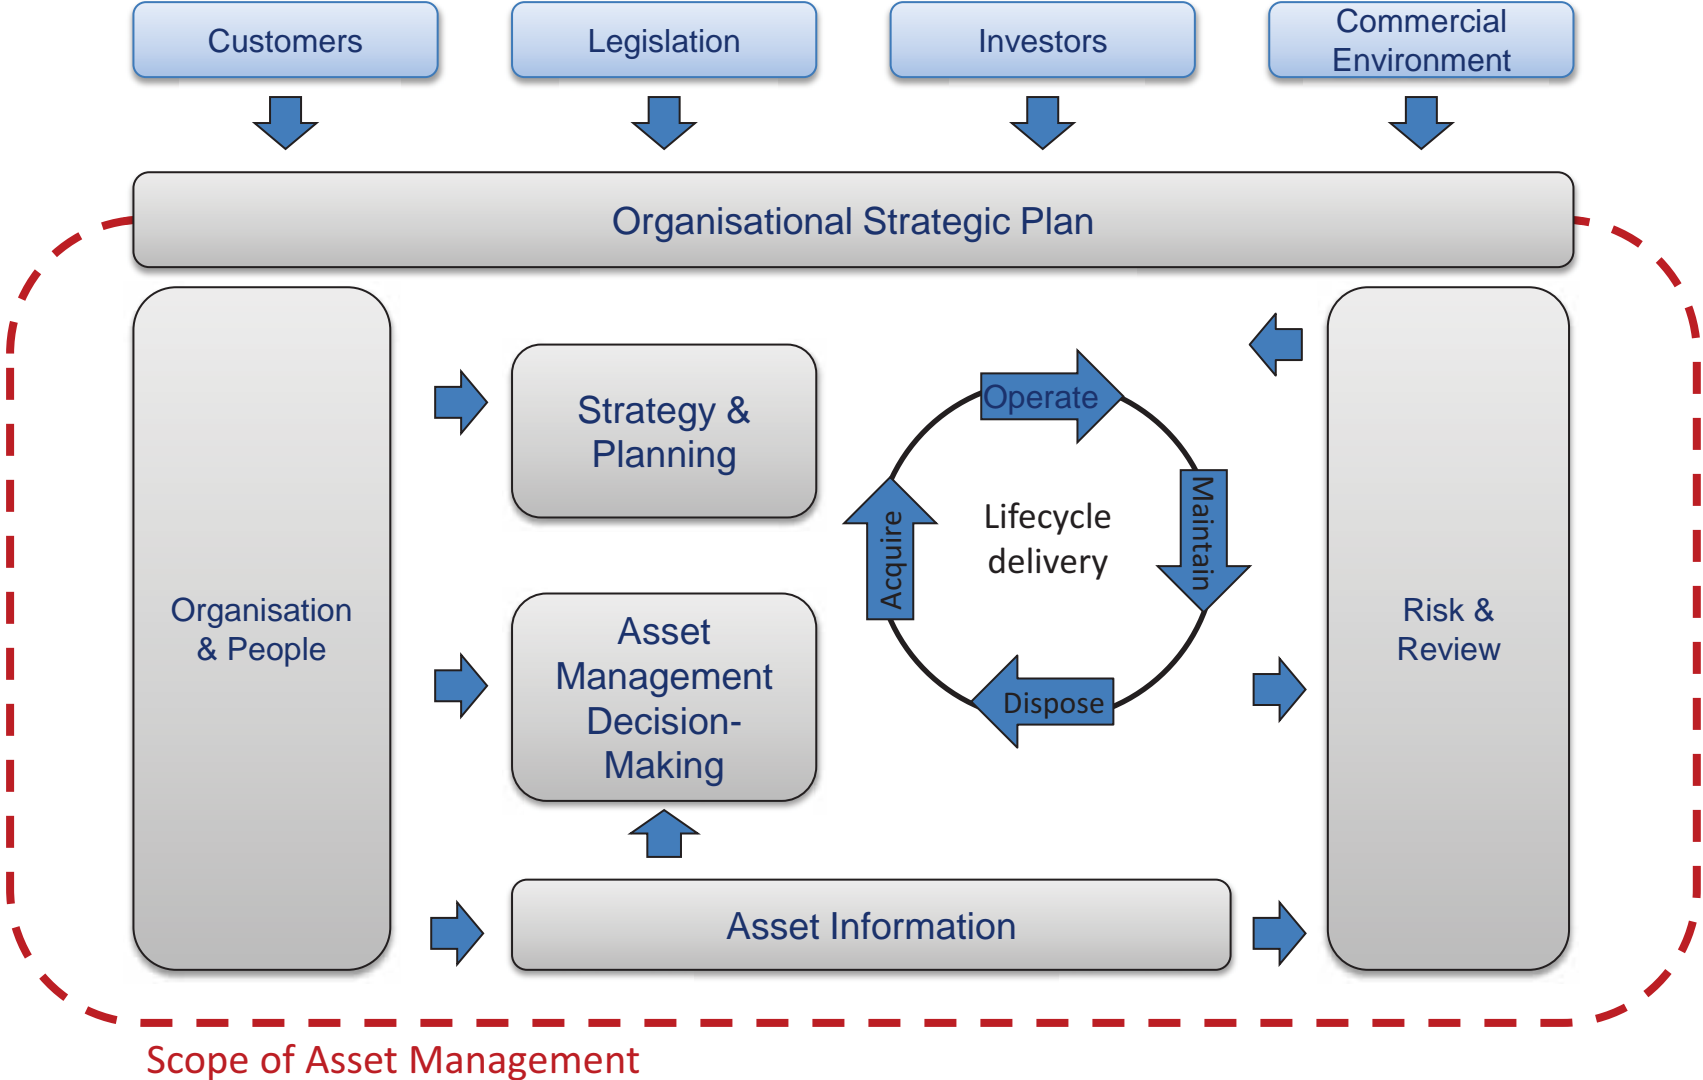 Customers
Legislation
Investors
Commercial
Environment
Organisational Strategic Plan
Organisation
& People
Strategy &
Planning
Asset
Management
Decision-
Making
Operate
Maintain
Dispose
Acquire
Lifecycle
delivery
Risk &
Review
Asset Information
Scope of Asset Management